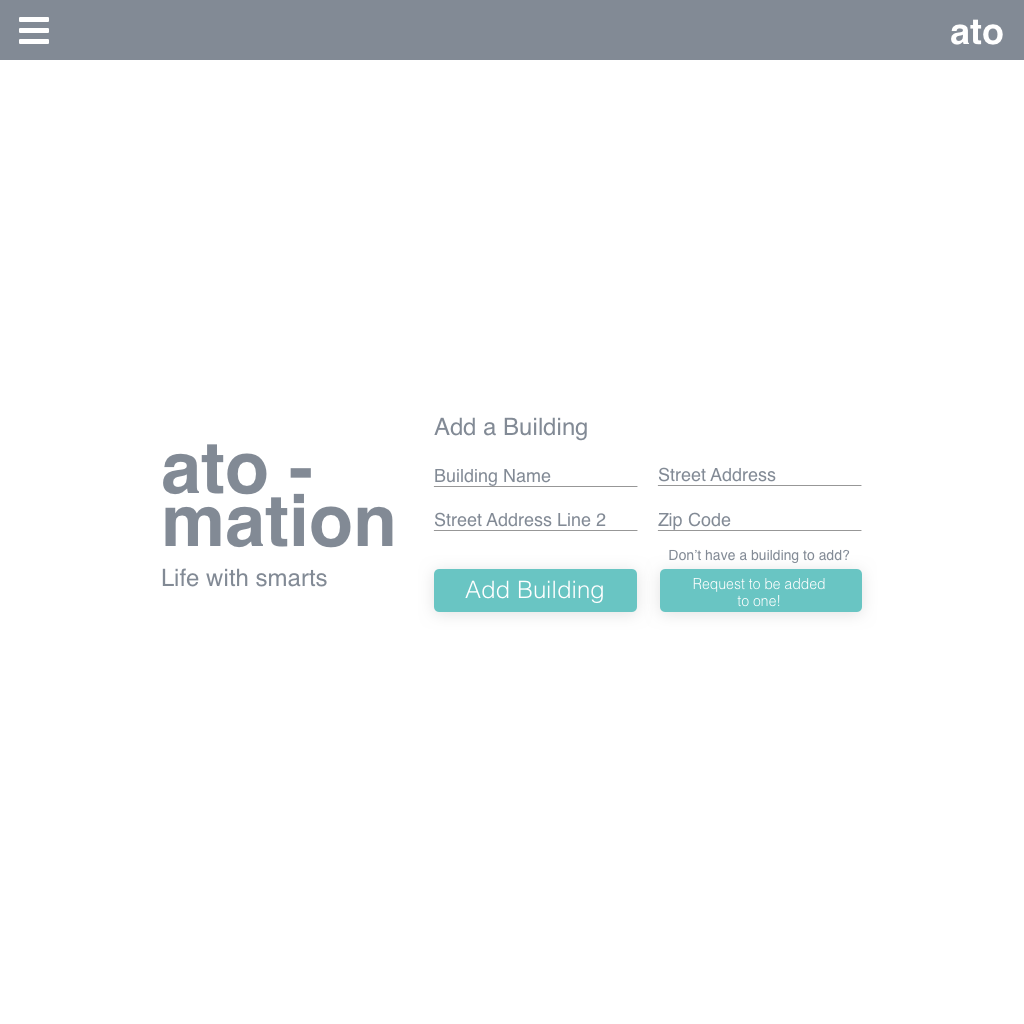 ato
ato -
mation
Life with smarts
Add a Building
Building Name
Street Address
Street Address Line 2
Zip Code
Don’t have a building to add?
Add Building
Request to be added
to one!